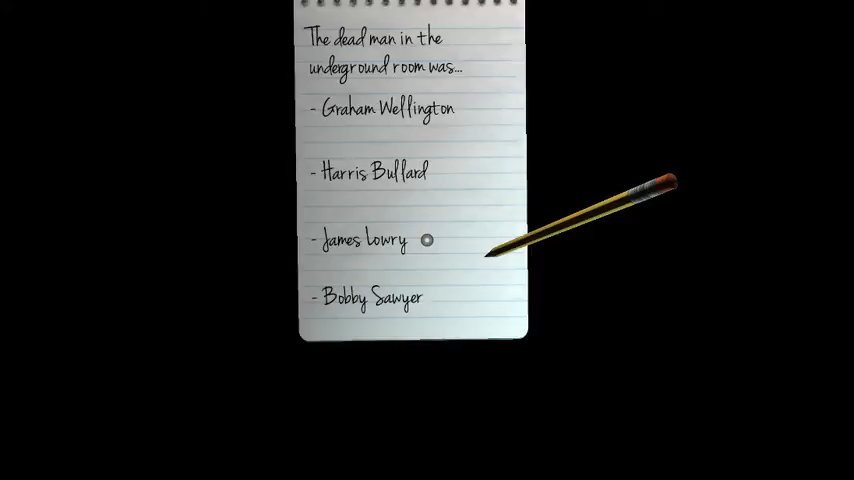 The dead man in the
underground room was...
- Graham Wellington
- Harris Bullard
- James Lowry
- Bobby Sawyer